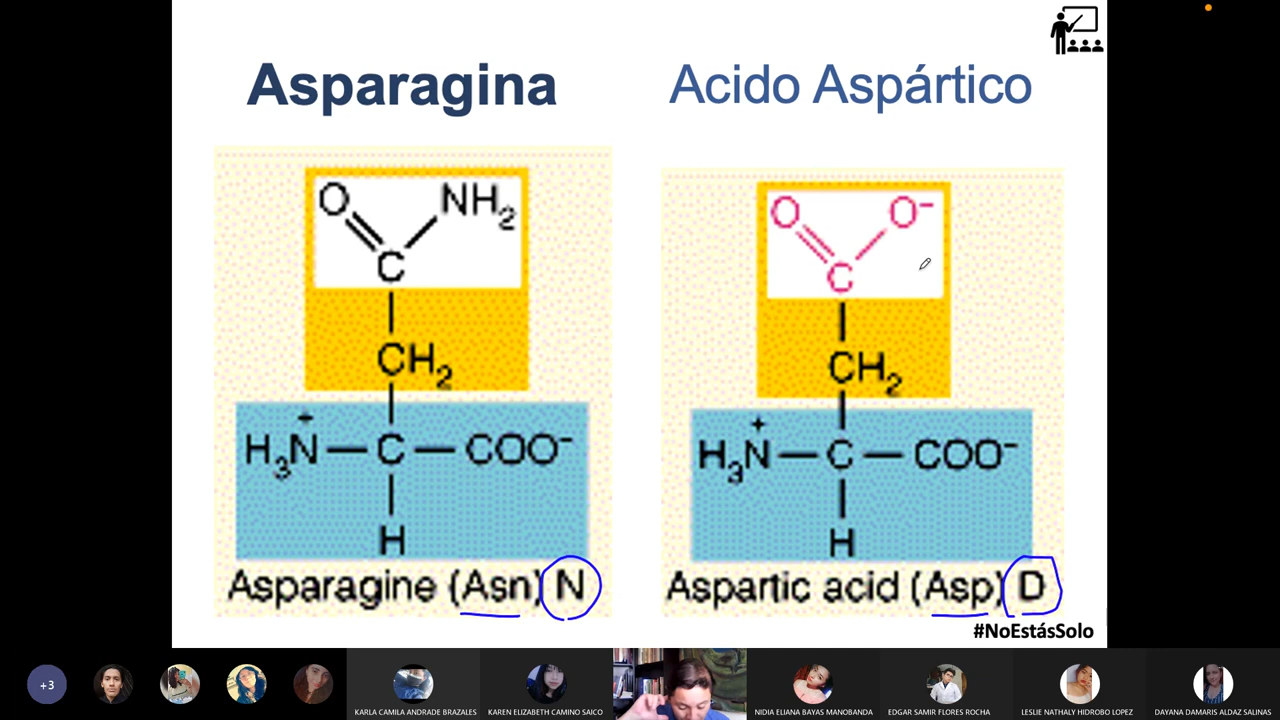 Asparagina
Acido Aspártico
O NH2
C
CH2
H3N+ — C — COO−
H
Asparagine (Asn) N
O O−
C
CH2
H3N+ — C — COO−
H
Aspartic acid (Asp) D
#NoEstásSolo
+3
KARLA CAMILA ANDRADE BRAZALES
KAREN ELIZABETH CAMINO SAICO
NIDIA ELIANA BAYAS MANOBANDA
EDGAR SAMIR FLORES ROCHA
LESLIE NATHALY HIDROBO LOPEZ
DAYANA DAMARIS ALDAZ SALINAS